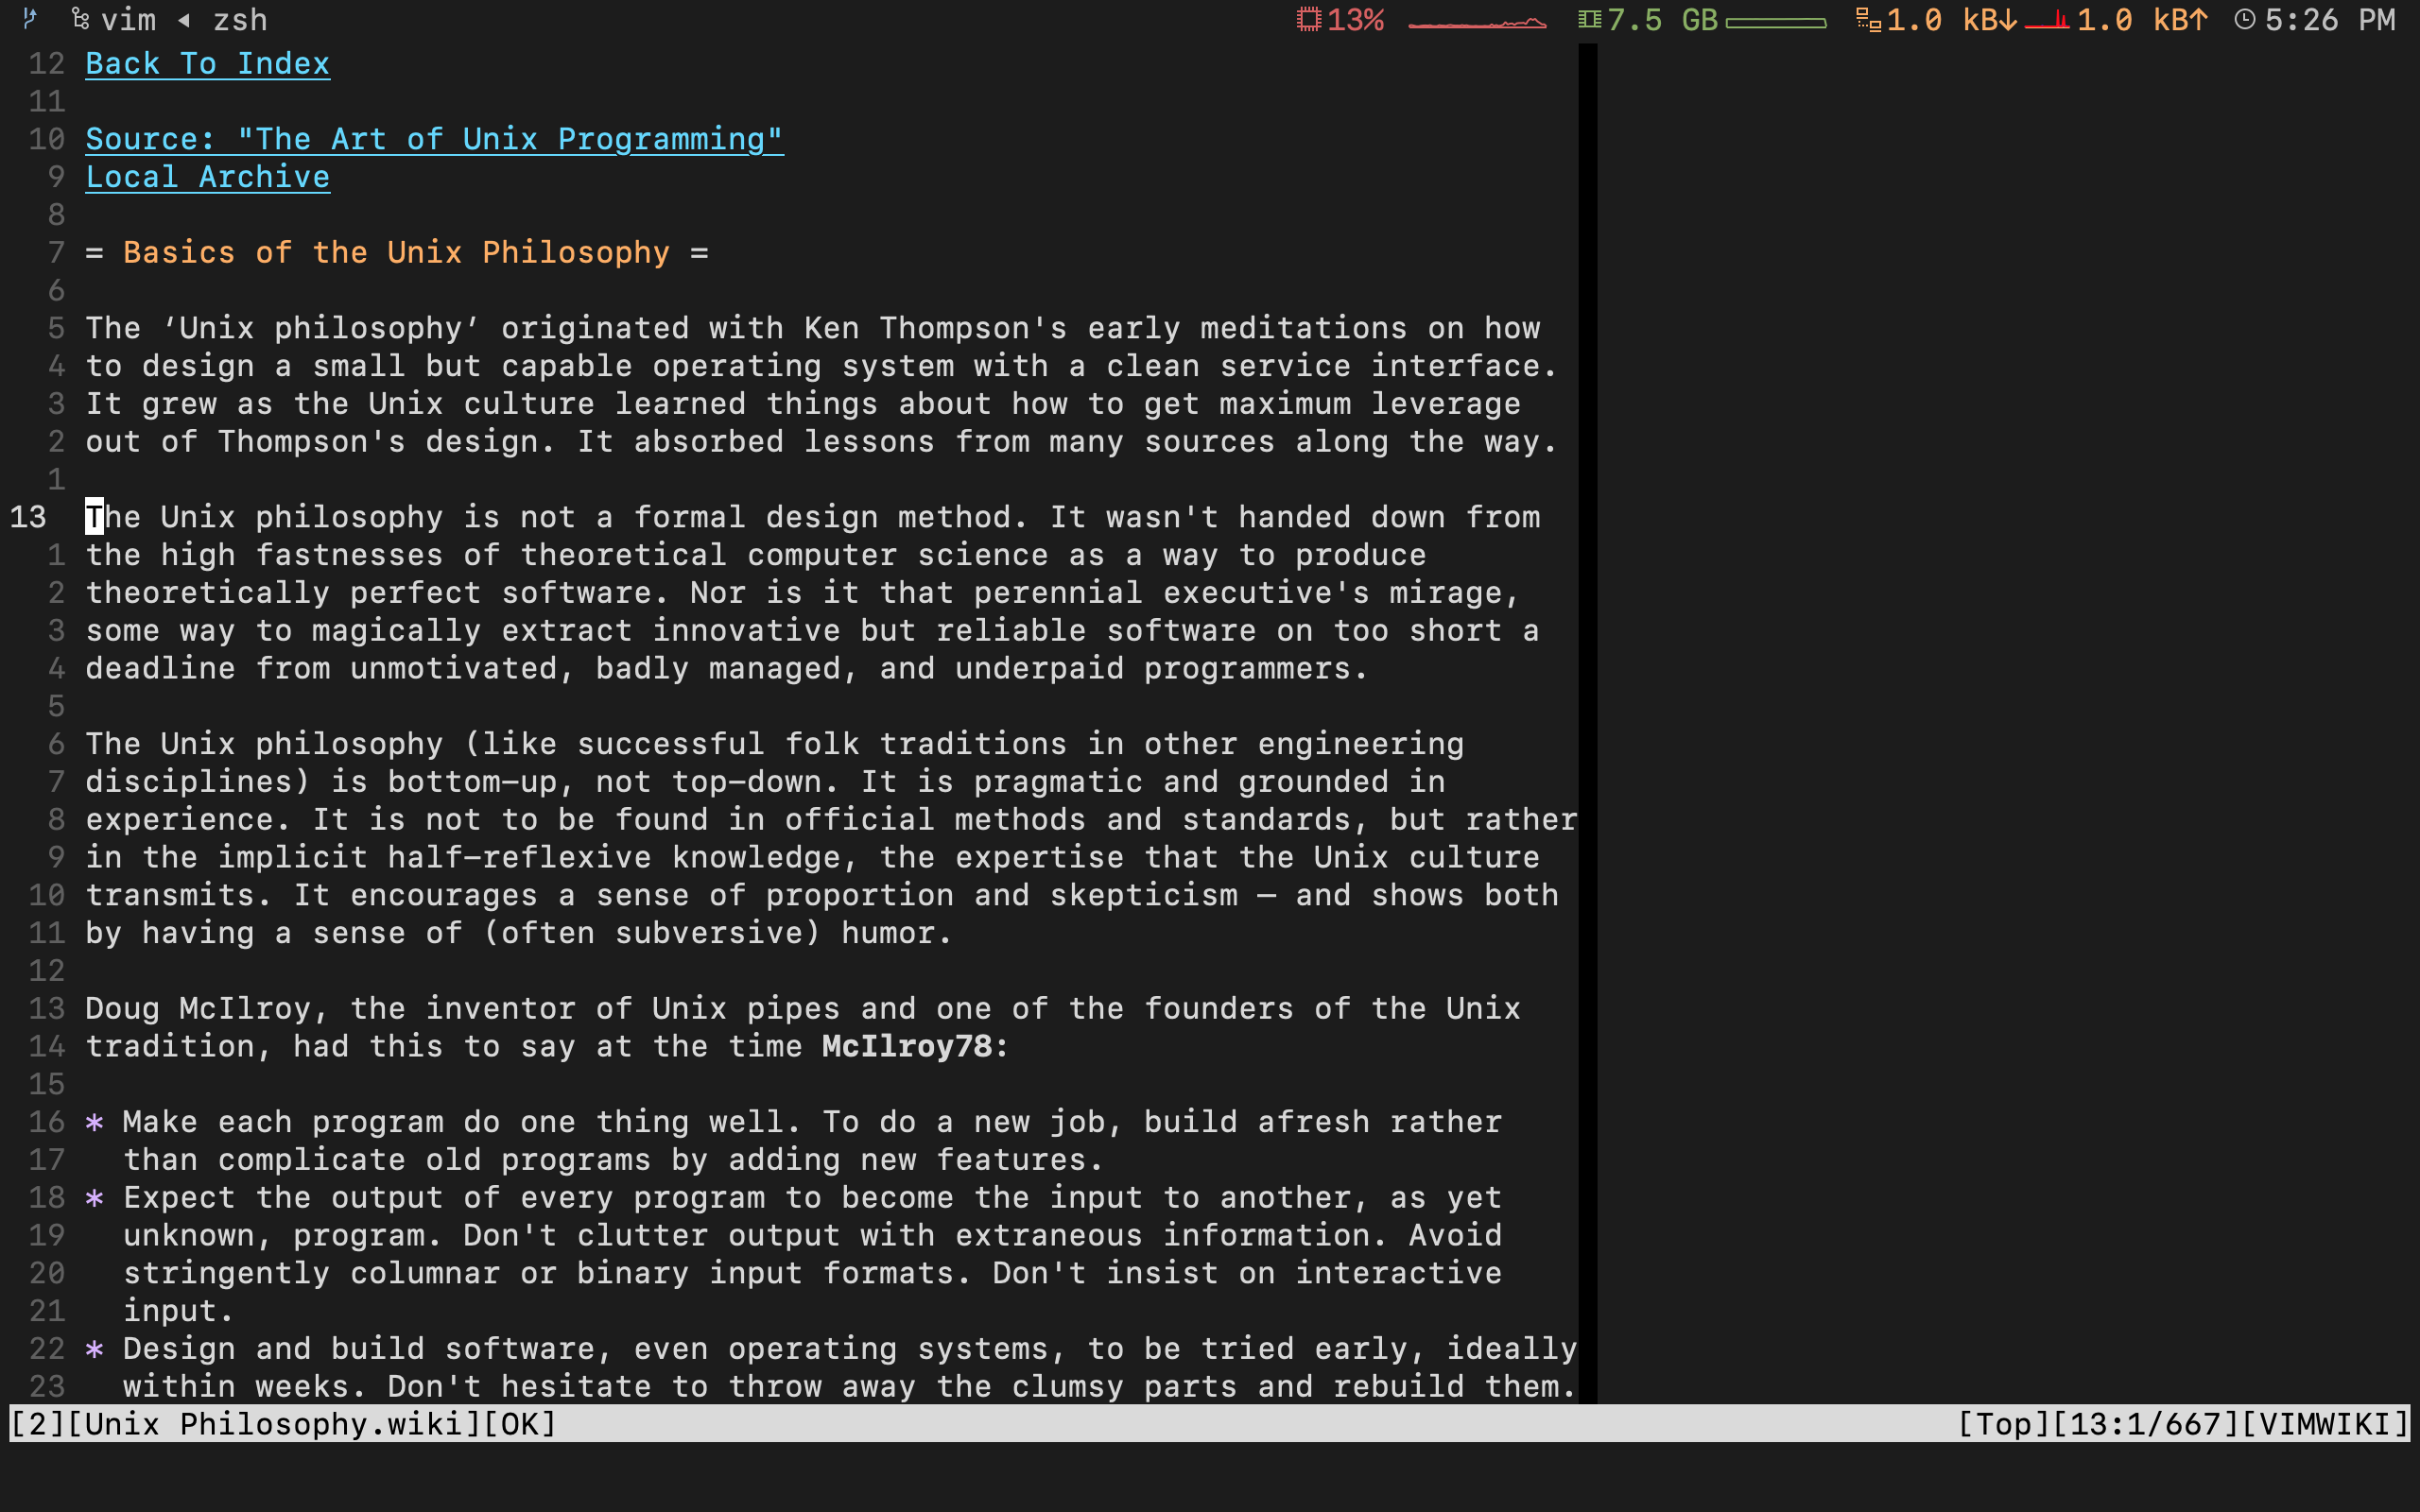 vim ◂ zsh 13% 7.5 GB 1.0 kB↓ 1.0 kB↑ 5:26 PM
12 Back To Index
11
10 Source: "The Art of Unix Programming"
9 Local Archive
8
7 = Basics of the Unix Philosophy =
6
5 The ‘Unix philosophy’ originated with Ken Thompson's early meditations on how
4 to design a small but capable operating system with a clean service interface.
3 It grew as the Unix culture learned things about how to get maximum leverage
2 out of Thompson's design. It absorbed lessons from many sources along the way.
1
13 The Unix philosophy is not a formal design method. It wasn't handed down from
1 the high fastnesses of theoretical computer science as a way to produce
2 theoretically perfect software. Nor is it that perennial executive's mirage,
3 some way to magically extract innovative but reliable software on too short a
4 deadline from unmotivated, badly managed, and underpaid programmers.
5
6 The Unix philosophy (like successful folk traditions in other engineering
7 disciplines) is bottom-up, not top-down. It is pragmatic and grounded in
8 experience. It is not to be found in official methods and standards, but rather
9 in the implicit half-reflexive knowledge, the expertise that the Unix culture
10 transmits. It encourages a sense of proportion and skepticism — and shows both
11 by having a sense of (often subversive) humor.
12
13 Doug McIlroy, the inventor of Unix pipes and one of the founders of the Unix
14 tradition, had this to say at the time McIlroy78:
15
16 * Make each program do one thing well. To do a new job, build afresh rather
17 than complicate old programs by adding new features.
18 * Expect the output of every program to become the input to another, as yet
19 unknown, program. Don't clutter output with extraneous information. Avoid
20 stringently columnar or binary input formats. Don't insist on interactive
21 input.
22 * Design and build software, even operating systems, to be tried early, ideally
23 within weeks. Don't hesitate to throw away the clumsy parts and rebuild them.
[2][Unix Philosophy.wiki][OK] [Top][13:1/667][VIMWIKI]